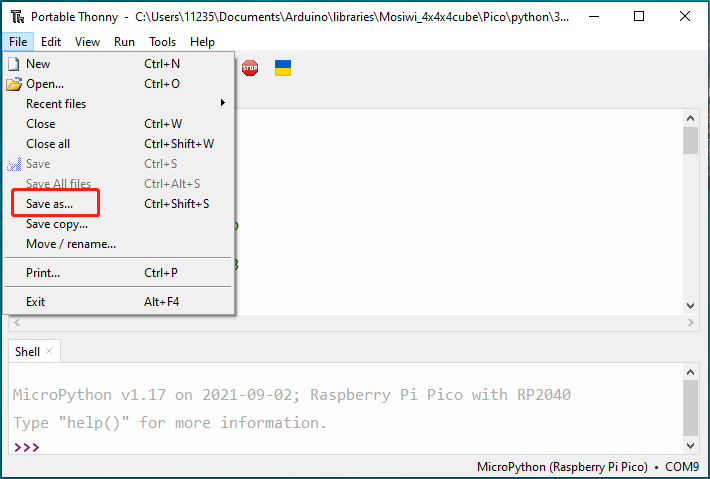 Portable Thonny - C:\Users\11235\Documents\Arduino\libraries\Mosiwi_4x4x4cube\Pico\python\3...
File Edit View Run Tools Help
New Ctrl+N
Open... Ctrl+O
STOP
Recent files
Close Ctrl+W
Close all Ctrl+Shift+W
Save Ctrl+S
Save All files Ctrl+Alt+S
Save as... Ctrl+Shift+S
Save copy...
Move / rename...
Print... Ctrl+P
Exit Alt+F4
Shell
MicroPython v1.17 on 2021-09-02; Raspberry Pi Pico with RP2040
Type "help()" for more information.
>>>
MicroPython (Raspberry Pi Pico) • COM9